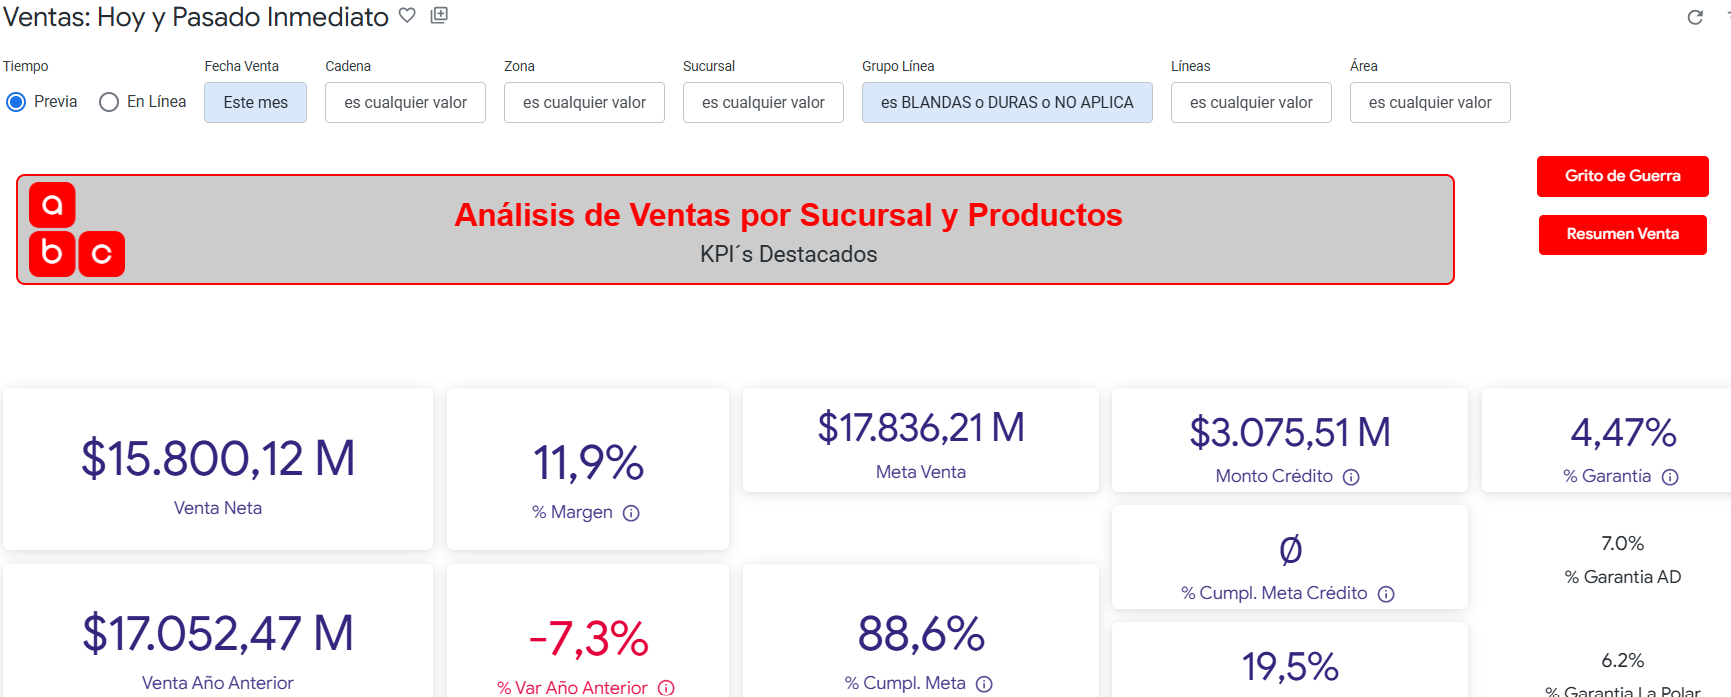 Ventas: Hoy y Pasado Inmediato
Tiempo
Previa
En Línea
Fecha Venta
Este mes
Cadena
es cualquier valor
Zona
es cualquier valor
Sucursal
es cualquier valor
Grupo Línea
es BLANDAS o DURAS o NO APLICA
Líneas
es cualquier valor
Área
es cualquier valor
a
b c
Análisis de Ventas por Sucursal y Productos
KPI´s Destacados
Grito de Guerra
Resumen Venta
$15.800,12 M
Venta Neta
11,9%
% Margen
$17.836,21 M
Meta Venta
$3.075,51 M
Monto Crédito
4,47%
% Garantía
Ø
% Cumpl. Meta Crédito
7.0%
% Garantia AD
$17.052,47 M
Venta Año Anterior
-7,3%
% Var Año Anterior
88,6%
% Cumpl. Meta
19,5%
6.2%
% Garantia La Polar